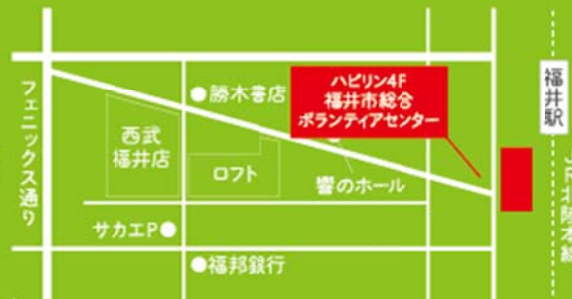 フェニックス通り
西武
福井店
勝木書店
ロフト
ハピリン4F
福井市総合
ボランティアセンター
響のホール
サカエP
福邦銀行
福井駅
JR北陸本線